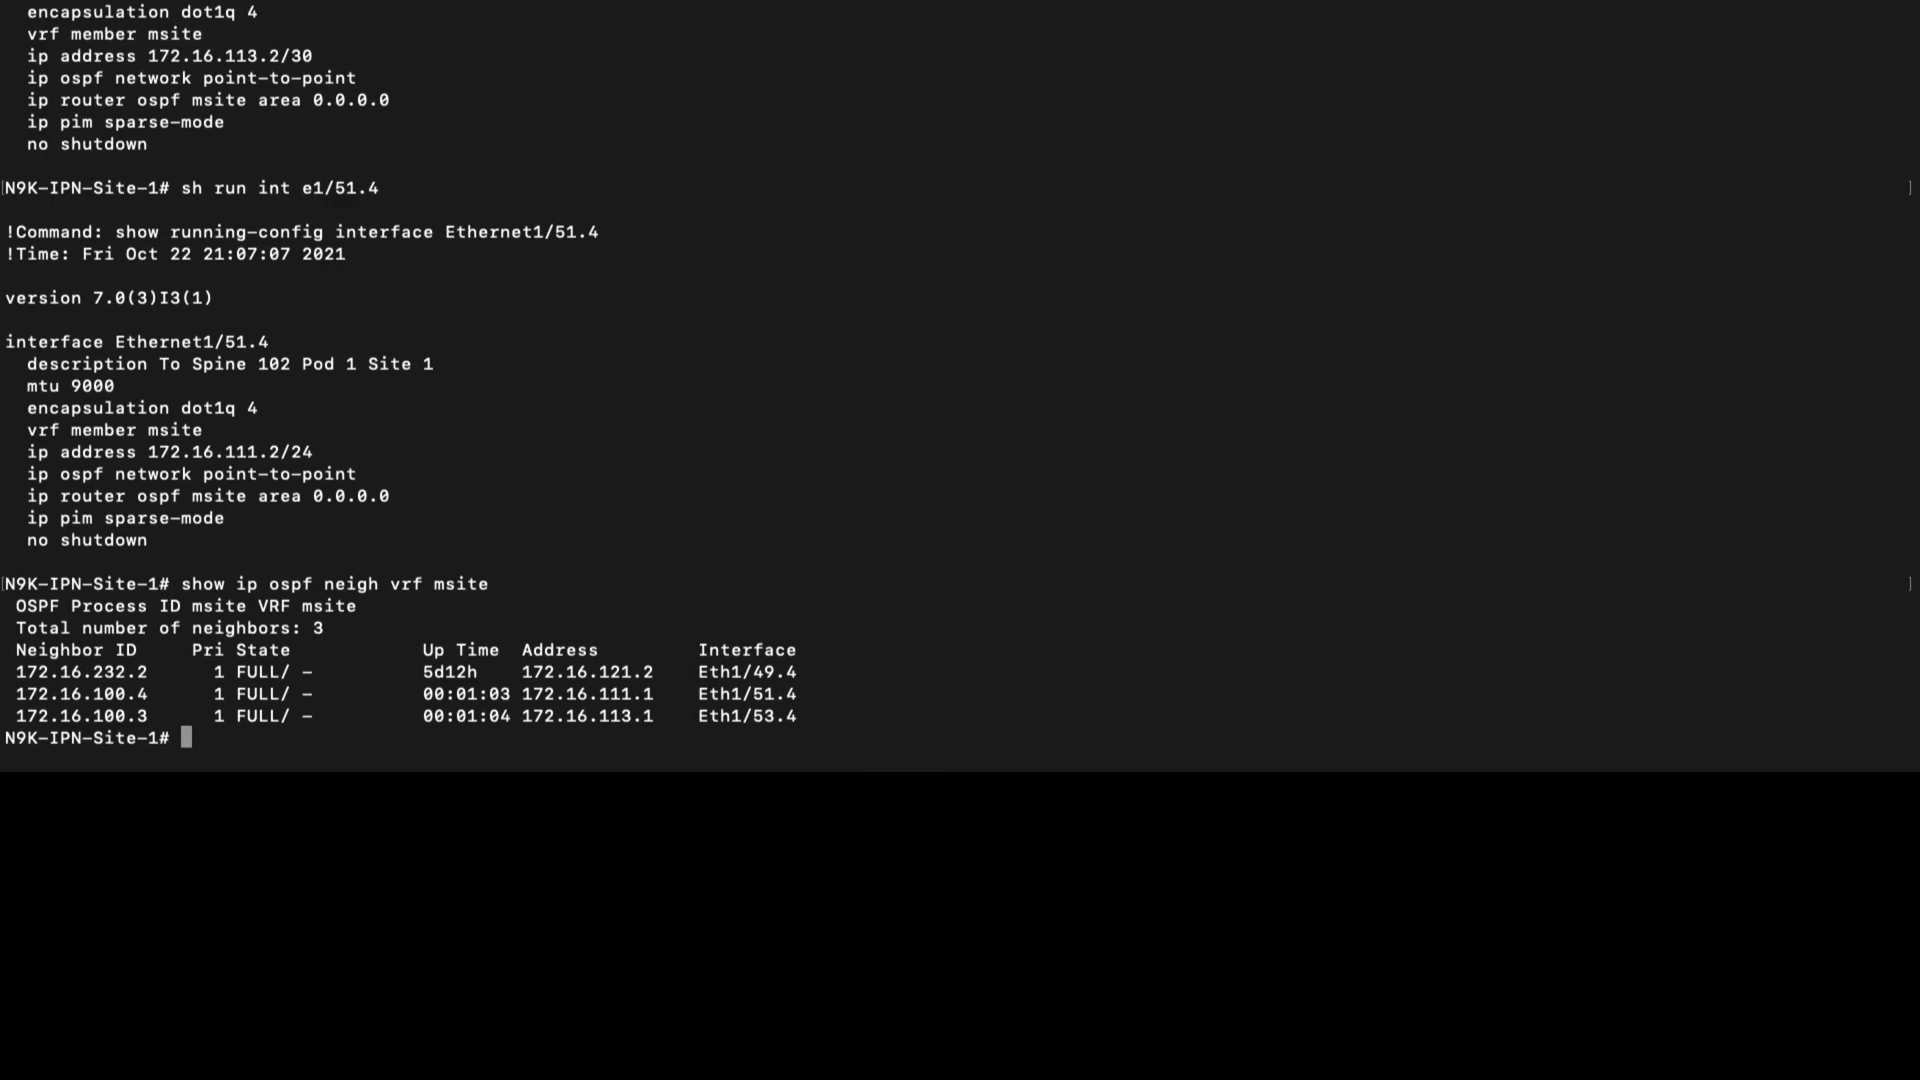 encapsulation dot1q 4
vrf member msite
ip address 172.16.113.2/30
ip ospf network point-to-point
ip router ospf msite area 0.0.0.0
ip pim sparse-mode
no shutdown
[N9K-IPN-Site-1# sh run int e1/51.4 ]
!Command: show running-config interface Ethernet1/51.4
!Time: Fri Oct 22 21:07:07 2021
version 7.0(3)I3(1)
interface Ethernet1/51.4
description To Spine 102 Pod 1 Site 1
mtu 9000
encapsulation dot1q 4
vrf member msite
ip address 172.16.111.2/24
ip ospf network point-to-point
ip router ospf msite area 0.0.0.0
ip pim sparse-mode
no shutdown
[N9K-IPN-Site-1# show ip ospf neigh vrf msite ]
OSPF Process ID msite VRF msite
Total number of neighbors: 3
Neighbor ID Pri State Up Time Address Interface
172.16.232.2 1 FULL/ - 5d12h 172.16.121.2 Eth1/49.4
172.16.100.4 1 FULL/ - 00:01:03 172.16.111.1 Eth1/51.4
172.16.100.3 1 FULL/ - 00:01:04 172.16.113.1 Eth1/53.4
N9K-IPN-Site-1#